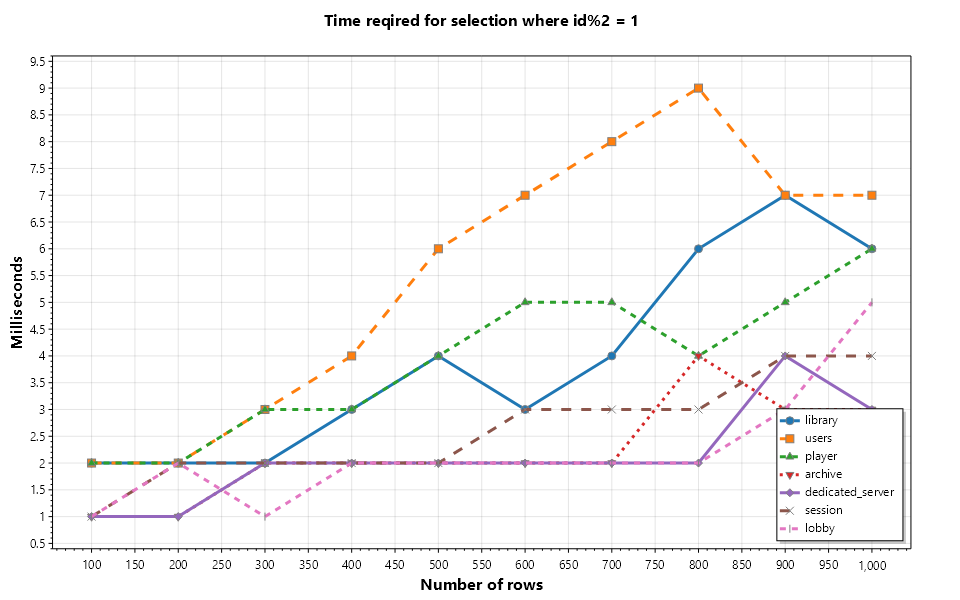 Time reqired for selection where id%2 = 1
Milliseconds
9.5
9
8.5
8
7.5
7
6.5
6
5.5
5
4.5
4
3.5
3
2.5
2
1.5
1
0.5
library
users
player
archive
dedicated_server
session
lobby
100 150 200 250 300 350 400 450 500 550 600 650 700 750 800 850 900 950 1,000
Number of rows